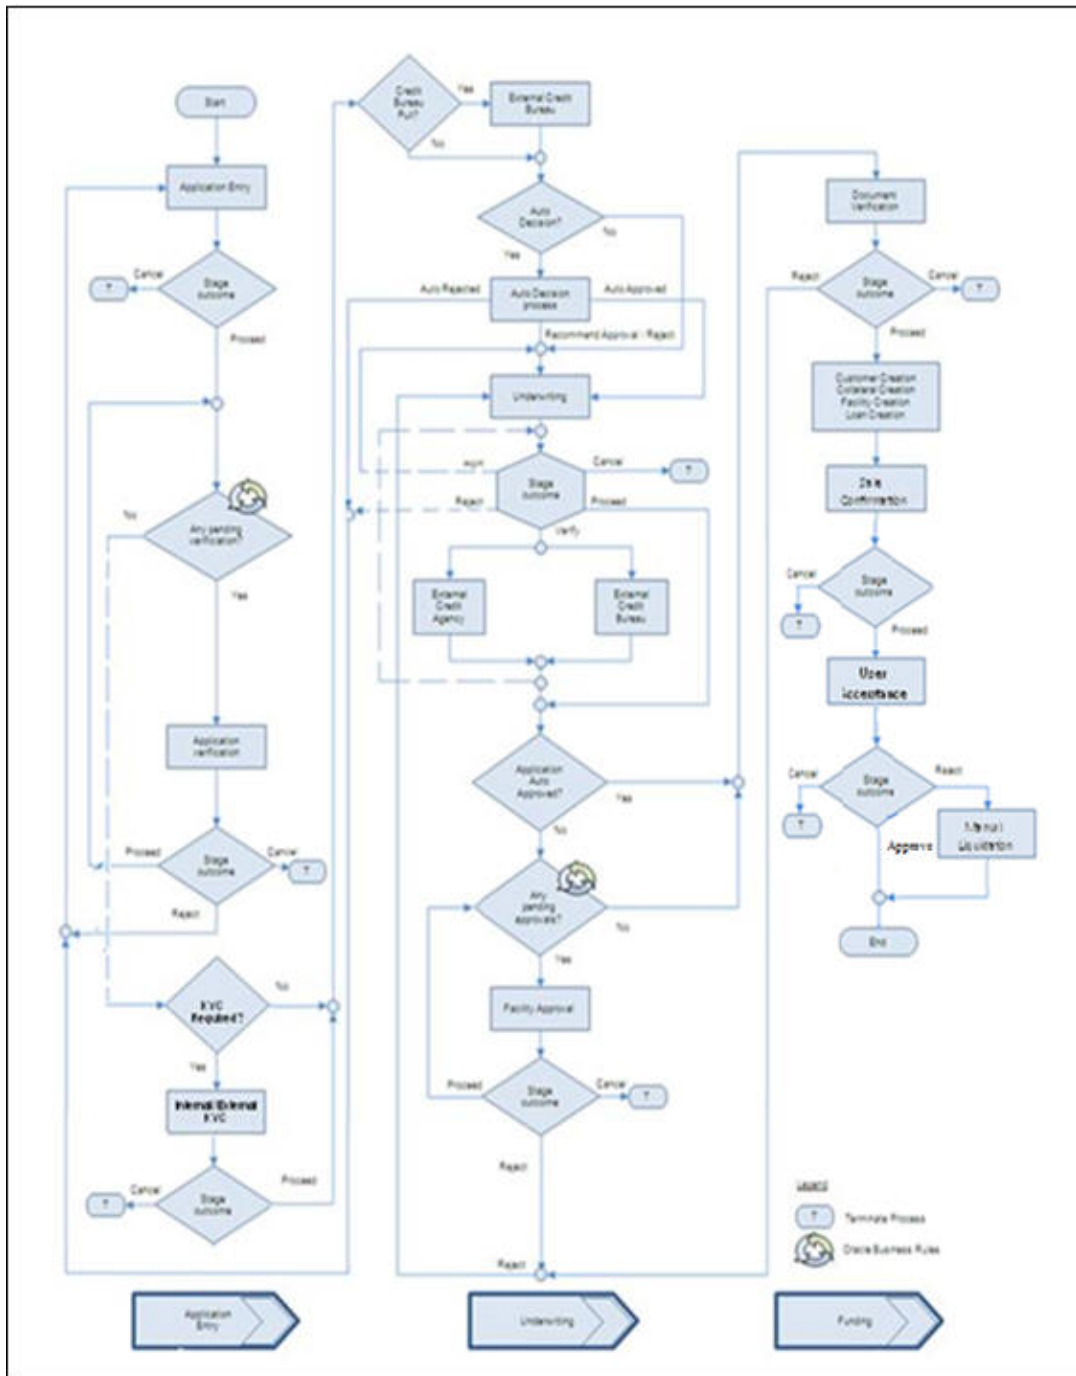 Start
Application Entry
Cancel
T
Stage
outcome
Proceed
No
Any pending
verification?
Yes
Application
verification
Proceed
Stage
outcome
Cancel
T
Reject
KYC
Required?
No
Yes
Internal/External
KYC
Cancel
T
Stage
outcome
Proceed
Application
Entry
Credit
Bureau
Pull?
Yes
External Credit
Bureau
No
Auto
Decision?
No
Yes
Auto Rejected
Auto Decision
process
Auto Approved
Recommend Approval / Reject
Underwriting
Cancel
T
Reject
Stage
outcome
Proceed
Verify
External
Credit
Agency
External
Credit
Bureau
Application
Auto
Approved?
Yes
No
Any
pending
approvals?
No
Yes
Facility Approval
Proceed
Stage
outcome
Cancel
T
Reject
Reject
Underwriting
Document
Verification
Reject
Stage
outcome
Cancel
T
Proceed
Customer Creation
Collateral Creation
Facility Creation
Loan Creation
Confirmation
Cancel
T
Stage
outcome
Proceed
User
Acceptance
Cancel
T
Stage
outcome
Reject
Approve
Manual
Liquidation
End
Legend
T
Terminate Process
Oracle Business Rules
Funding